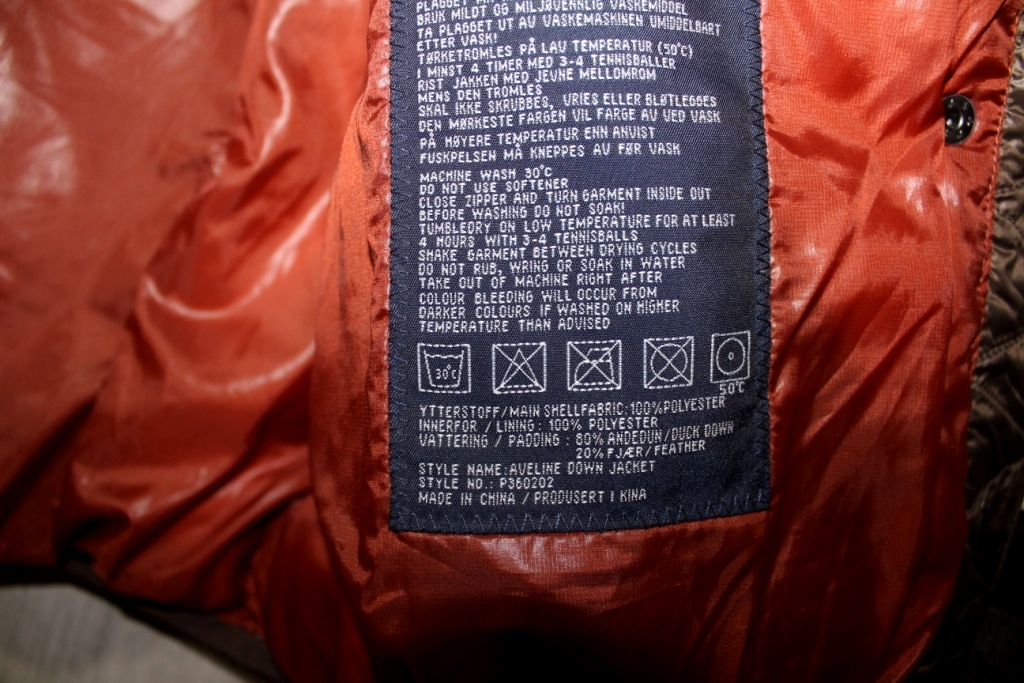 PLAGGET
BRUK MILDT OG MILJØVENNLIG VASKEMIDDEL
TA PLAGGET UT AV VASKEMASKINEN UMIDDELBART
ETTER VASK!
TØRKETROMLES PÅ LAV TEMPERATUR (50°C)
I MINST 4 TIMER MED 3-4 TENNISBALLER
RIST JAKKEN MED JEVNE MELLOMROM
MENS DEN TROMLES
SKAL IKKE SKRUBBES, VRIES ELLER BLØTLEGGES
DEN MØRKESTE FARGEN VIL FARGE AV VED VASK
PÅ HØYERE TEMPERATUR ENN ANVIST
FUSKPELSEN MÅ KNEPPES AV FØR VASK
MACHINE WASH 30°C
DO NOT USE SOFTENER
CLOSE ZIPPER AND TURN GARMENT INSIDE OUT
BEFORE WASHING DO NOT SOAK!
TUMBLEDRY ON LOW TEMPERATURE FOR AT LEAST
4 HOURS WITH 3-4 TENNISBALLS
SHAKE GARMENT BETWEEN DRYING CYCLES
DO NOT RUB, WRING OR SOAK IN WATER
TAKE OUT OF MACHINE RIGHT AFTER
COLOUR BLEEDING WILL OCCUR FROM
DARKER COLOURS IF WASHED ON HIGHER
TEMPERATURE THAN ADVISED
30°C
50°C
YTTERSTOFF/MAIN SHELLFABRIC:100%POLYESTER
INNERFOR / LINING : 100% POLYESTER
VATTERING / PADDING : 80% ANDEDUN/DUCK DOWN
20% FJÆR/FEATHER
STYLE NAME:AVELINE DOWN JACKET
STYLE NO.: P360202
MADE IN CHINA / PRODUSERT I KINA